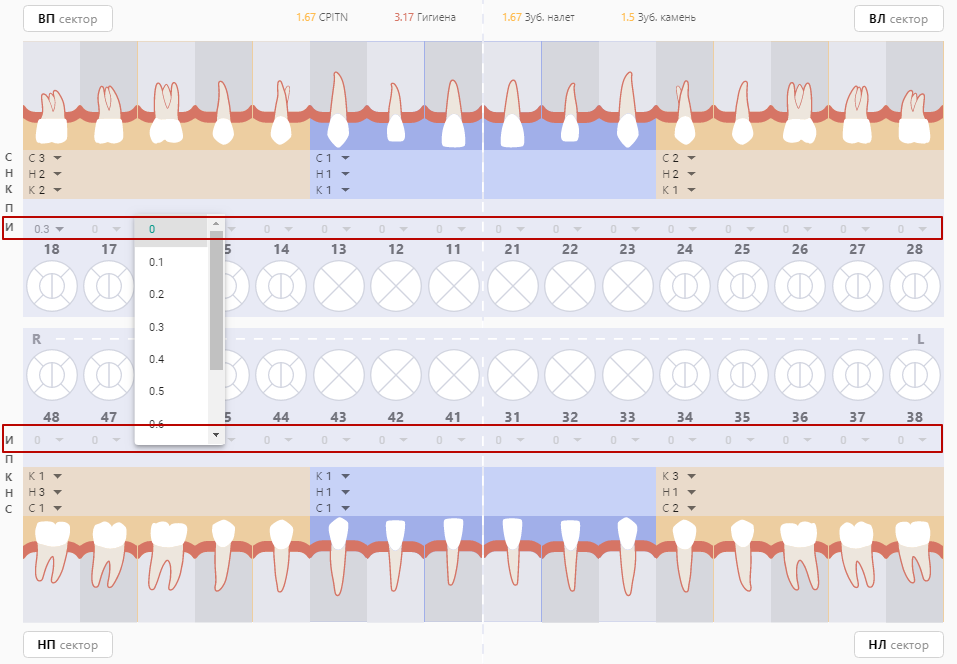 ВП сектор 1.67 CPITN 3.17 Гигиена 1.67 Зуб. налет 1.5 Зуб. камень ВЛ сектор
С С 3 С 1 С 2
Н Н 2 Н 1 Н 2
К К 2 К 1 К 1
П
И 0.3 0 0 0 0 0 0 0 0 0 0 0 0 0 0 0
18 17 5 14 13 12 11 21 22 23 24 25 26 27 28
0.1
0.2
0.3
0.4
0.5
0.6
R L
48 47 5 44 43 42 41 31 32 33 34 35 36 37 38
И 0 0 0 0 0 0 0 0 0 0 0 0 0 0
П
К К 1 К 1 К 3
Н Н 3 Н 1 Н 1
С С 1 С 1 С 2
НП сектор НЛ сектор